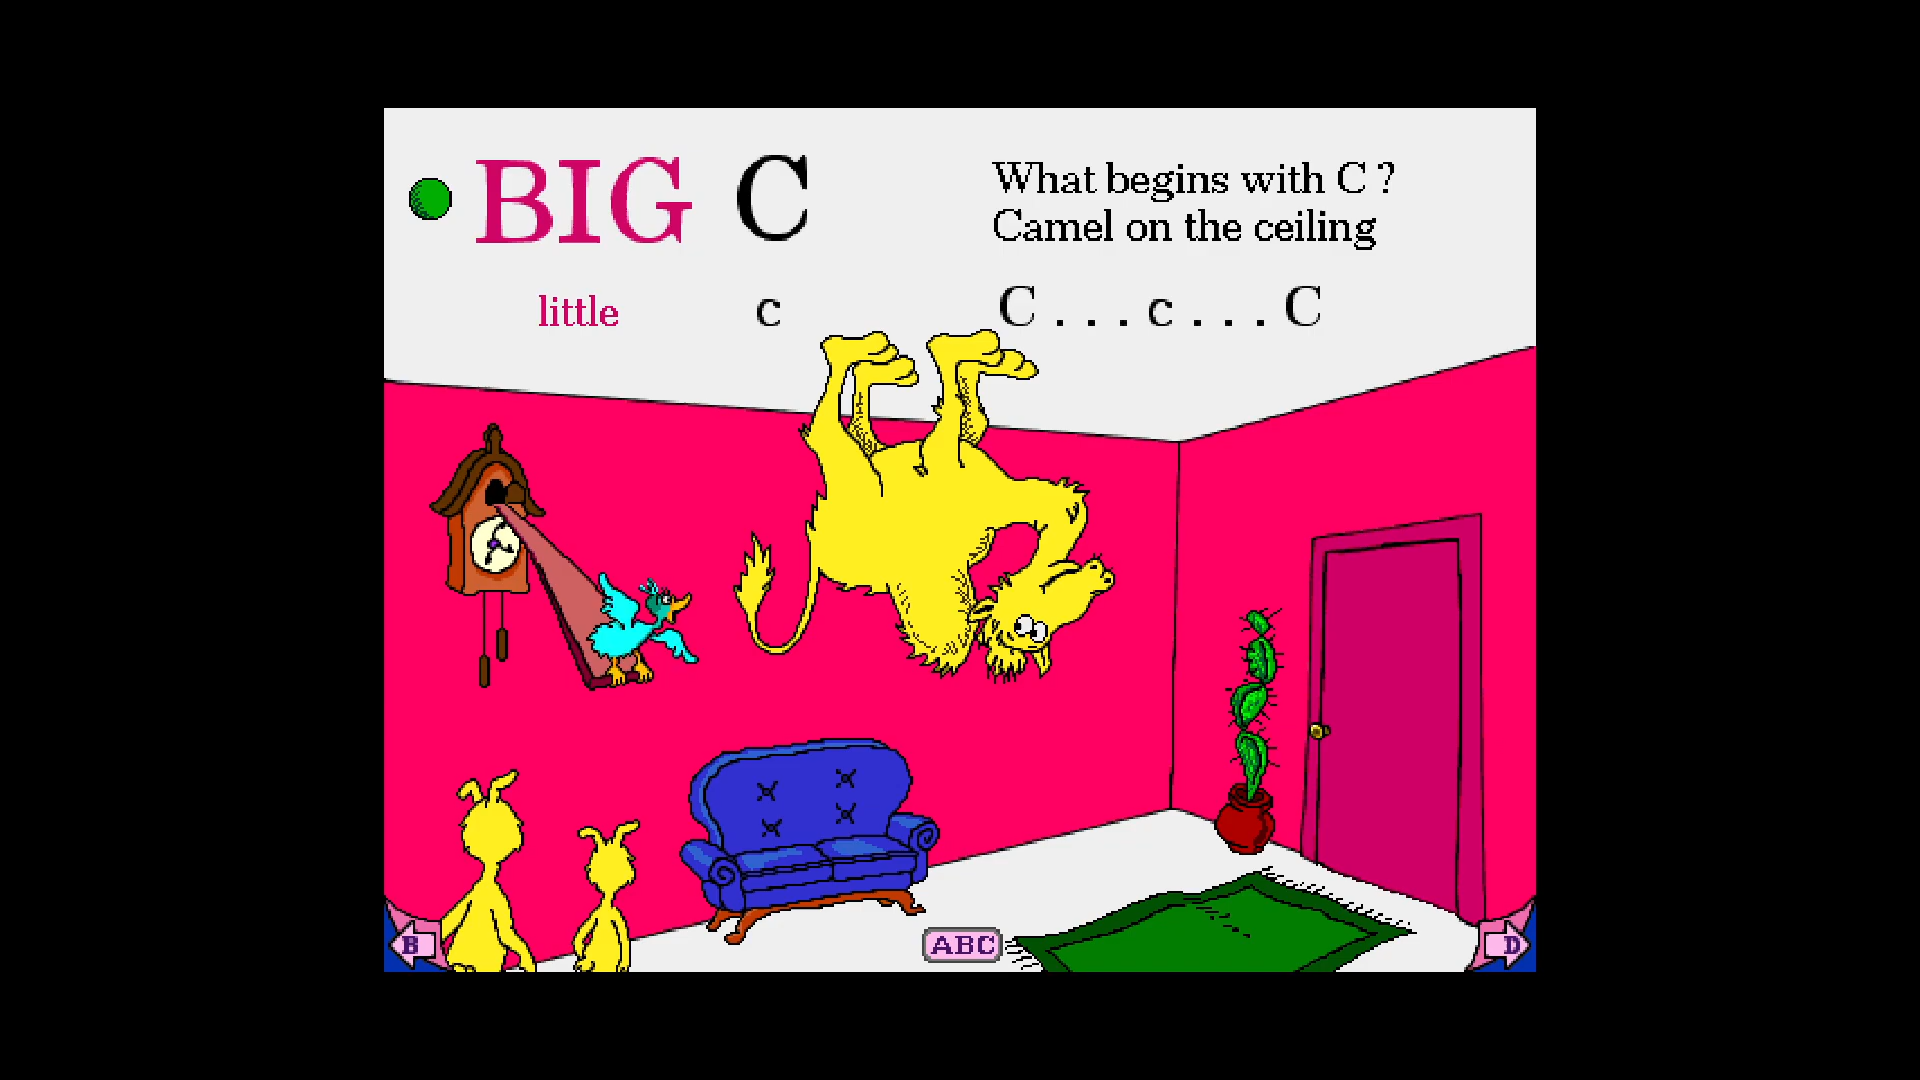 BIG C
little c
What begins with C ?
Camel on the ceiling
C . . . c . . . C
B
ABC
D